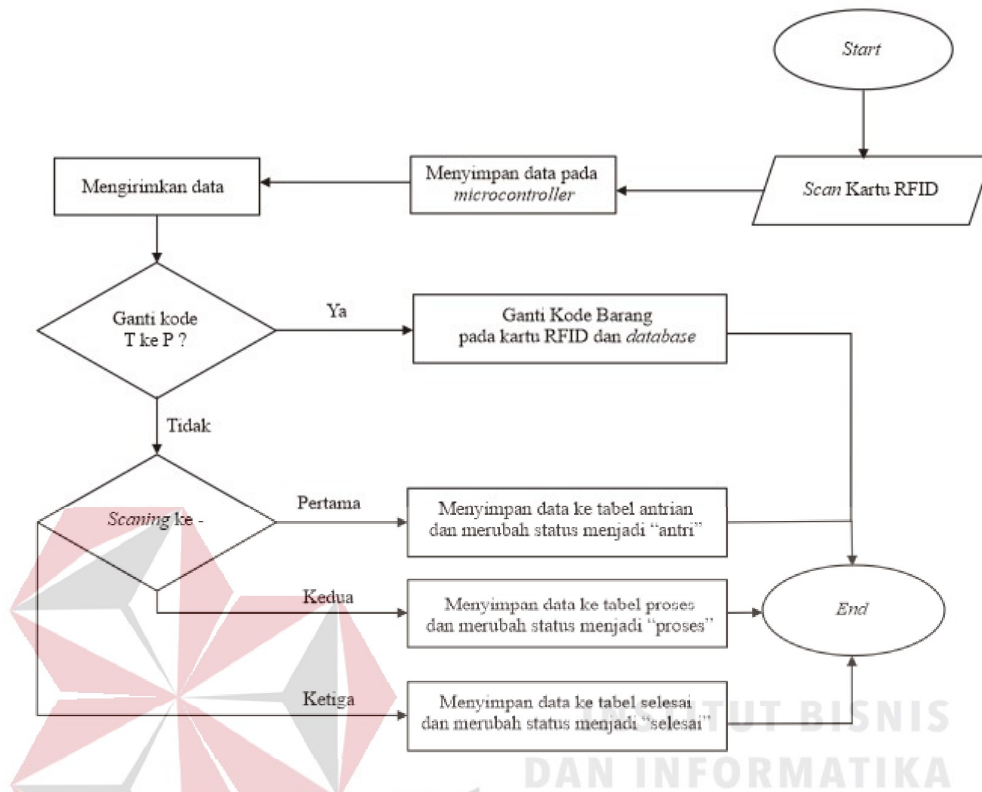 Start
Scan Kartu RFID
Menyimpan data pada
microcontroller
Mengirimkan data
Ganti kode
T ke P ?
Ya
Ganti Kode Barang
pada kartu RFID dan database
Tidak
Scaning ke -
Pertama
Menyimpan data ke tabel antrian
dan merubah status menjadi “antri”
Kedua
Menyimpan data ke tabel proses
dan merubah status menjadi “proses”
End
Ketiga
Menyimpan data ke tabel selesai
dan merubah status menjadi “selesai”
INSTITUT BISNIS
DAN INFORMATIKA